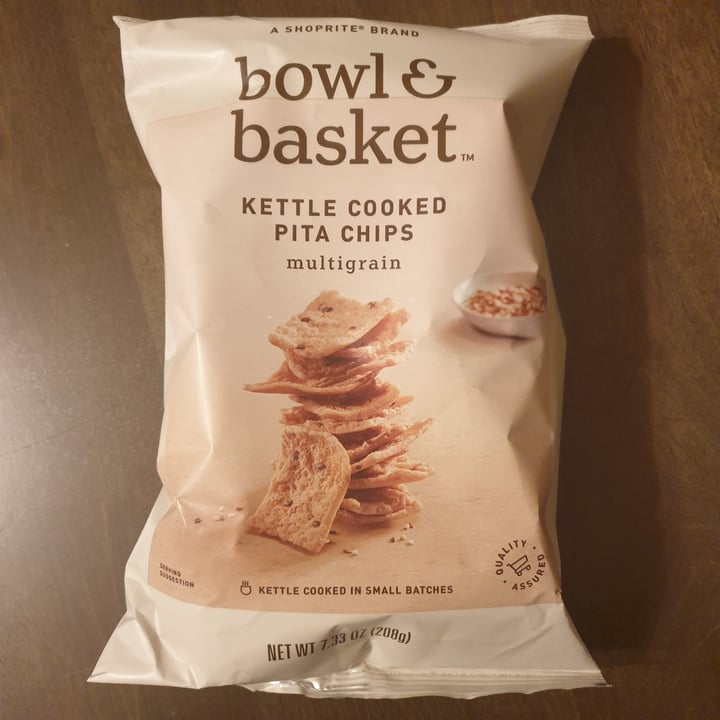 A SHOPRITE® BRAND
bowl &
basket™
KETTLE COOKED
PITA CHIPS
multigrain
SERVING
SUGGESTION
KETTLE COOKED IN SMALL BATCHES
QUALITY
ASSURED
NET WT 7.33 OZ (208g)